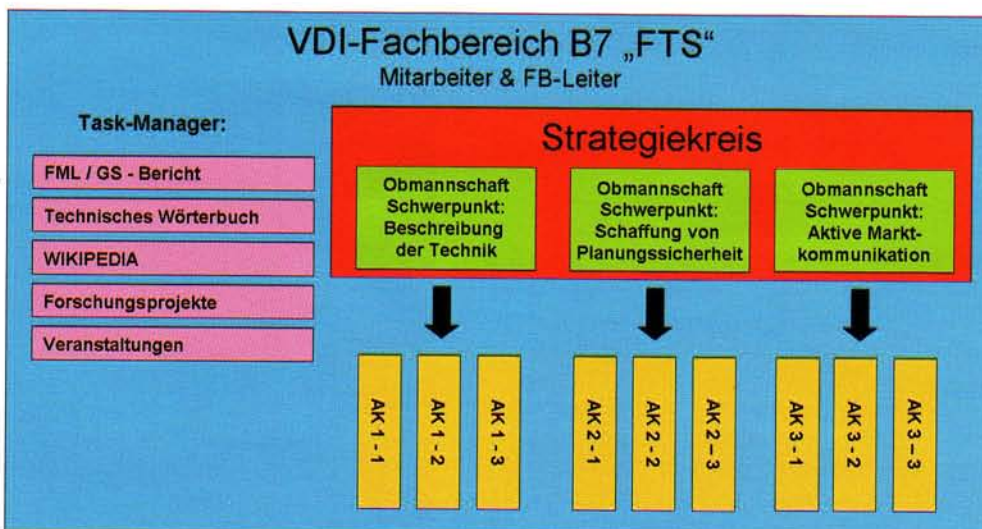 VDI-Fachbereich B7 „FTS“
Mitarbeiter & FB-Leiter
Task-Manager:
FML / GS - Bericht
Technisches Wörterbuch
WIKIPEDIA
Forschungsprojekte
Veranstaltungen
Strategiekreis
Obmannschaft
Schwerpunkt:
Beschreibung
der Technik
Obmannschaft
Schwerpunkt:
Schaffung von
Planungssicherheit
Obmannschaft
Schwerpunkt:
Aktive Markt-
kommunikation
AK 1 - 1
AK 1 - 2
AK 1 - 3
AK 2 - 1
AK 2 - 2
AK 2 – 3
AK 3 - 1
AK 3 - 2
AK 3 – 3